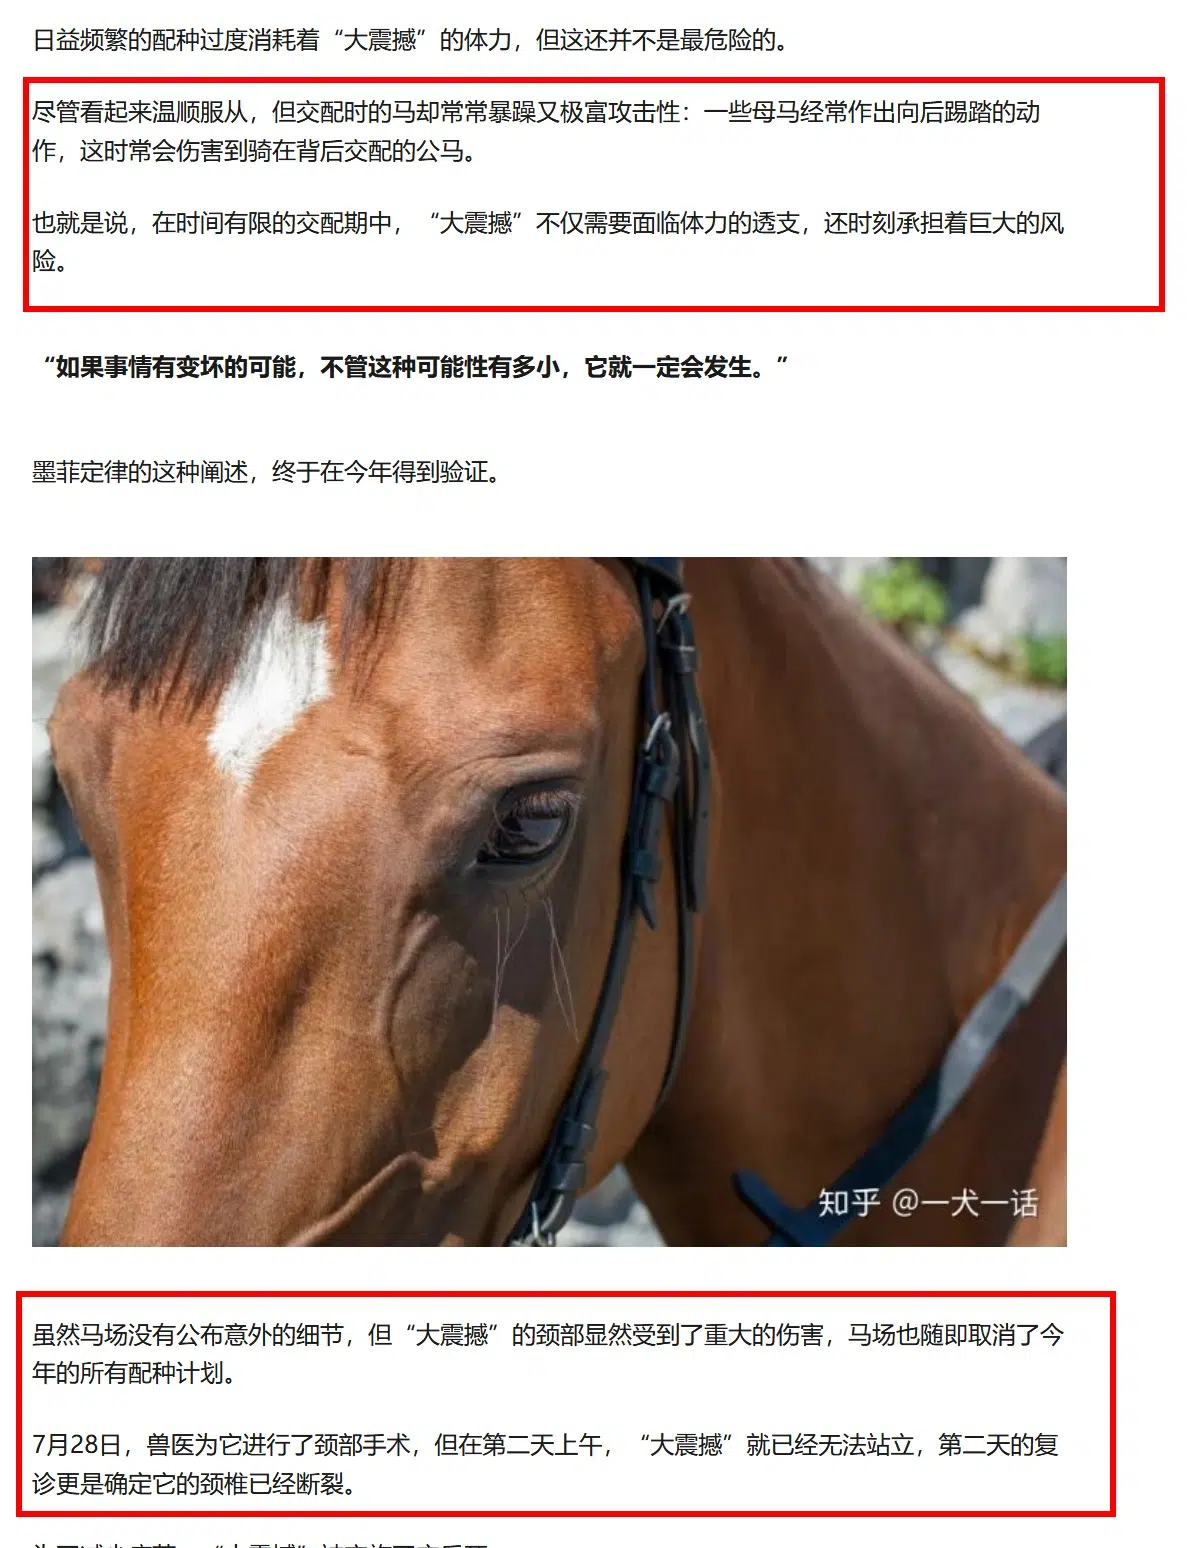 日益频繁的配种过度消耗着“大震撼”的体力，但这还并不是最危险的。
尽管看起来温顺服从，但交配时的马却常常暴躁又极富攻击性：一些母马经常作出向后踢踏的动
作，这时常会伤害到骑在背后交配的公马。
也就是说，在时间有限的交配期中，“大震撼”不仅需要面临体力的透支，还时刻承担着巨大的风
险。
“如果事情有变坏的可能，不管这种可能性有多小，它就一定会发生。”
墨菲定律的这种阐述，终于在今年得到验证。
知乎 @一犬一话
虽然马场没有公布意外的细节，但“大震撼”的颈部显然受到了重大的伤害，马场也随即取消了今
年的所有配种计划。
7月28日，兽医为它进行了颈部手术，但在第二天上午，“大震撼”就已经无法站立，第二天的复
诊更是确定它的颈椎已经断裂。